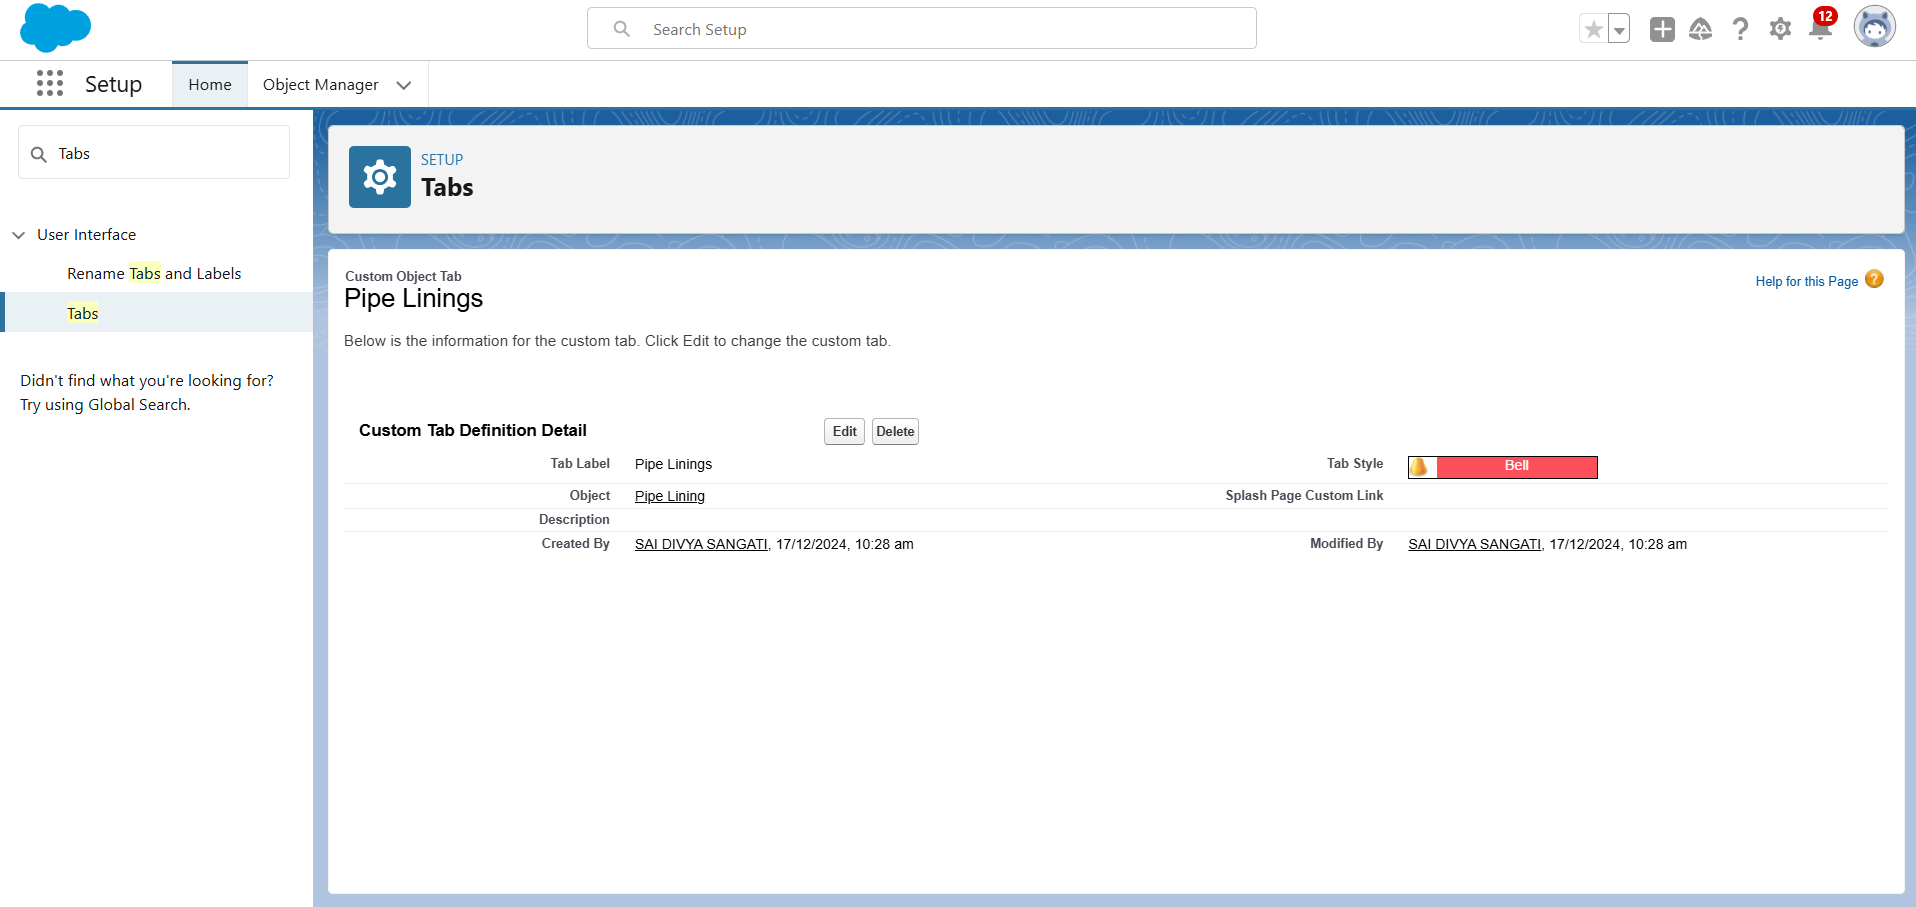 Search Setup
12
Setup
Home
Object Manager
Tabs
User Interface
Rename Tabs and Labels
Tabs
Didn't find what you're looking for?
Try using Global Search.
SETUP
Tabs
Custom Object Tab
Pipe Linings
Help for this Page
?
Below is the information for the custom tab. Click Edit to change the custom tab.
Custom Tab Definition Detail
Edit
Delete
Tab Label Pipe Linings
Tab Style Bell
Object Pipe Lining
Splash Page Custom Link
Description
Created By SAI DIVYA SANGATI, 17/12/2024, 10:28 am
Modified By SAI DIVYA SANGATI, 17/12/2024, 10:28 am